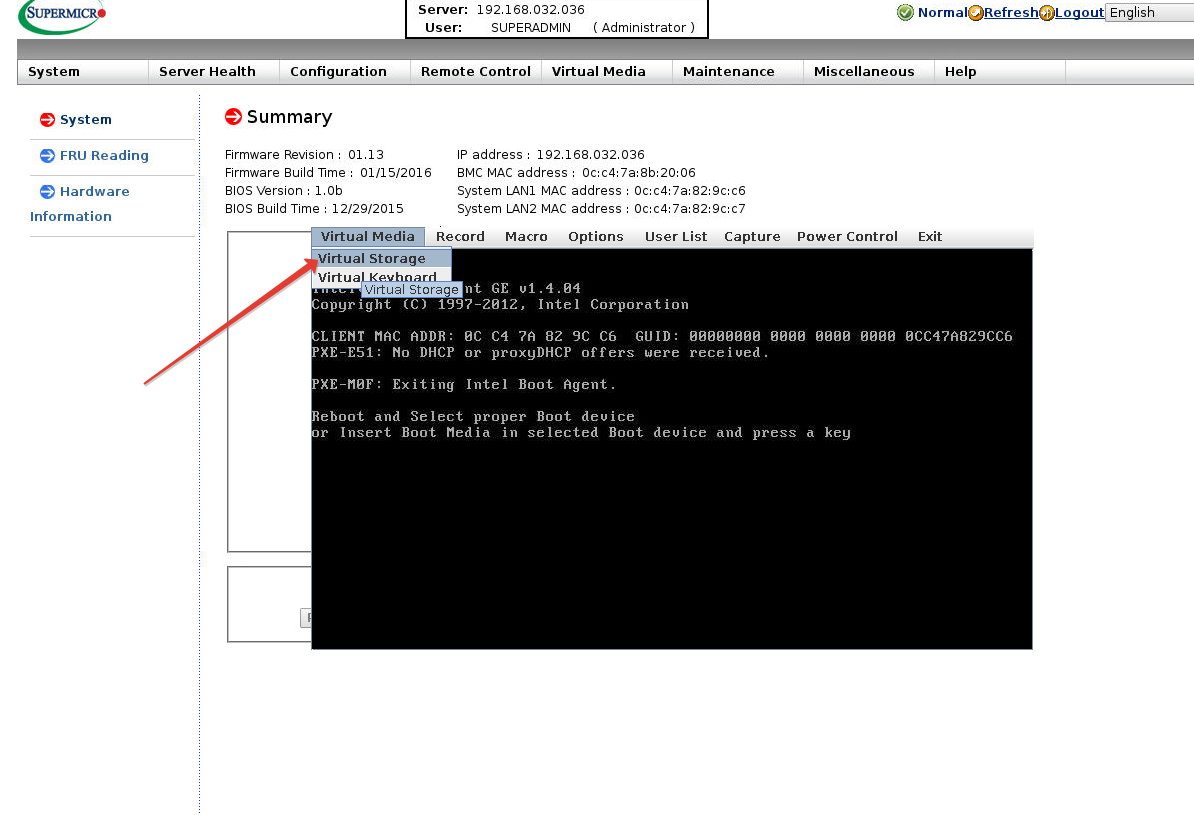 SUPERMICR
Server: 192.168.032.036
User: SUPERADMIN ( Administrator )
Normal Refresh Logout English
System Server Health Configuration Remote Control Virtual Media Maintenance Miscellaneous Help
System
FRU Reading
Hardware
Information
Summary
Firmware Revision : 01.13
Firmware Build Time : 01/15/2016
BIOS Version : 1.0b
BIOS Build Time : 12/29/2015
IP address : 192.168.032.036
BMC MAC address : 0c:c4:7a:8b:20:06
System LAN1 MAC address : 0c:c4:7a:82:9c:c6
System LAN2 MAC address : 0c:c4:7a:82:9c:c7
Virtual Media Record Macro Options User List Capture Power Control Exit
Virtual Storage
Virtual Keyboard
Virtual Storage
GE v1.4.04
Copyright (C) 1997-2012, Intel Corporation
CLIENT MAC ADDR: 0C C4 7A 82 9C C6 GUID: 00000000 0000 0000 0000 0CC47A829CC6
PXE-E51: No DHCP or proxyDHCP offers were received.
PXE-M0F: Exiting Intel Boot Agent.
Reboot and Select proper Boot device
or Insert Boot Media in selected Boot device and press a key